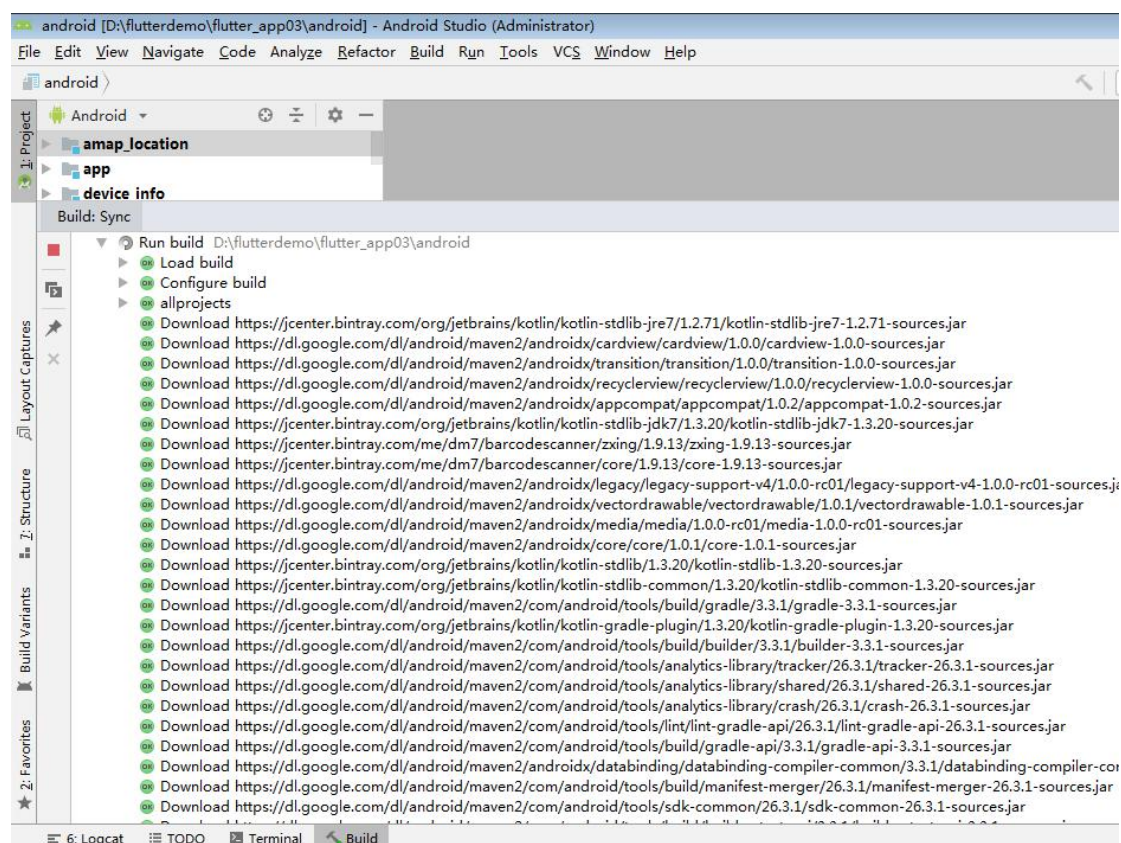 android [D:\flutterdemo\flutter_app03\android] - Android Studio (Administrator)
File Edit View Navigate Code Analyze Refactor Build Run Tools VCS Window Help
android
1: Project
Android
amap_location
app
device info
Build: Sync
Run build D:\flutterdemo\flutter_app03\android
Load build
Configure build
allprojects
Download https://jcenter.bintray.com/org/jetbrains/kotlin/kotlin-stdlib-jre7/1.2.71/kotlin-stdlib-jre7-1.2.71-sources.jar
Download https://dl.google.com/dl/android/maven2/androidx/cardview/cardview/1.0.0/cardview-1.0.0-sources.jar
Download https://dl.google.com/dl/android/maven2/androidx/transition/transition/1.0.0/transition-1.0.0-sources.jar
Download https://dl.google.com/dl/android/maven2/androidx/recyclerview/recyclerview/1.0.0/recyclerview-1.0.0-sources.jar
Download https://dl.google.com/dl/android/maven2/androidx/appcompat/appcompat/1.0.2/appcompat-1.0.2-sources.jar
Download https://jcenter.bintray.com/org/jetbrains/kotlin/kotlin-stdlib-jdk7/1.3.20/kotlin-stdlib-jdk7-1.3.20-sources.jar
Download https://jcenter.bintray.com/me/dm7/barcodescanner/zxing/1.9.13/zxing-1.9.13-sources.jar
Download https://jcenter.bintray.com/me/dm7/barcodescanner/core/1.9.13/core-1.9.13-sources.jar
Download https://dl.google.com/dl/android/maven2/androidx/legacy/legacy-support-v4/1.0.0-rc01/legacy-support-v4-1.0.0-rc01-sources.ja
Download https://dl.google.com/dl/android/maven2/androidx/vectordrawable/vectordrawable/1.0.1/vectordrawable-1.0.1-sources.jar
Download https://dl.google.com/dl/android/maven2/androidx/media/media/1.0.0-rc01/media-1.0.0-rc01-sources.jar
Download https://dl.google.com/dl/android/maven2/androidx/core/core/1.0.1/core-1.0.1-sources.jar
Download https://jcenter.bintray.com/org/jetbrains/kotlin/kotlin-stdlib/1.3.20/kotlin-stdlib-1.3.20-sources.jar
Download https://jcenter.bintray.com/org/jetbrains/kotlin/kotlin-stdlib-common/1.3.20/kotlin-stdlib-common-1.3.20-sources.jar
Download https://dl.google.com/dl/android/maven2/com/android/tools/build/gradle/3.3.1/gradle-3.3.1-sources.jar
Download https://jcenter.bintray.com/org/jetbrains/kotlin/kotlin-gradle-plugin/1.3.20/kotlin-gradle-plugin-1.3.20-sources.jar
Download https://dl.google.com/dl/android/maven2/com/android/tools/build/builder/3.3.1/builder-3.3.1-sources.jar
Download https://dl.google.com/dl/android/maven2/com/android/tools/analytics-library/tracker/26.3.1/tracker-26.3.1-sources.jar
Download https://dl.google.com/dl/android/maven2/com/android/tools/analytics-library/shared/26.3.1/shared-26.3.1-sources.jar
Download https://dl.google.com/dl/android/maven2/com/android/tools/analytics-library/crash/26.3.1/crash-26.3.1-sources.jar
Download https://dl.google.com/dl/android/maven2/com/android/tools/lint/lint-gradle-api/26.3.1/lint-gradle-api-26.3.1-sources.jar
Download https://dl.google.com/dl/android/maven2/com/android/tools/build/gradle-api/3.3.1/gradle-api-3.3.1-sources.jar
Download https://dl.google.com/dl/android/maven2/androidx/databinding/databinding-compiler-common/3.3.1/databinding-compiler-cor
Download https://dl.google.com/dl/android/maven2/com/android/tools/build/manifest-merger/26.3.1/manifest-merger-26.3.1-sources.jar
Download https://dl.google.com/dl/android/maven2/com/android/tools/sdk-common/26.3.1/sdk-common-26.3.1-sources.jar
Layout Captures
7: Structure
Build Variants
2: Favorites
6: Logcat TODO Terminal Build